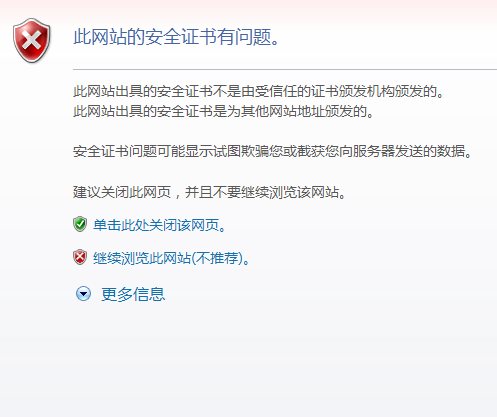 此网站的安全证书有问题。
此网站出具的安全证书不是由受信任的证书颁发机构颁发的。
此网站出具的安全证书是为其他网站地址颁发的。
安全证书问题可能显示试图欺骗您或截获您向服务器发送的数据。
建议关闭此网页，并且不要继续浏览该网站。
单击此处关闭该网页。
继续浏览此网站(不推荐)。
更多信息